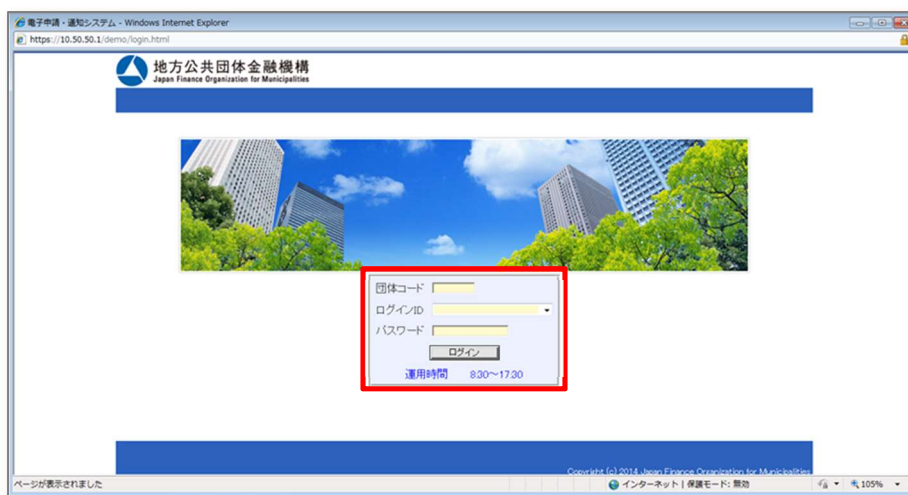 電子申請・通知システム - Windows Internet Explorer
https://10.50.50.1/demo/login.html
地方公共団体金融機構
Japan Finance Organization for Municipalities
団体コード
ログインID
パスワード
ログイン
運用時間 8:30~17:30
Copyright (c) 2014 Japan Finance Organization for Municipalities
ページが表示されました インターネット | 保護モード: 無効 105%